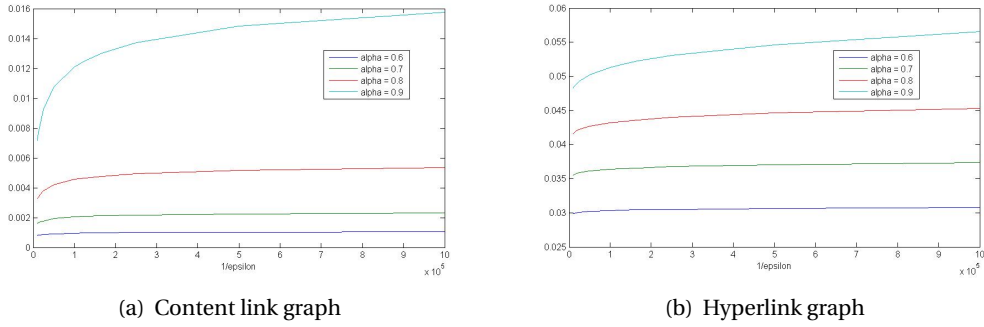 0.016
0.014
0.012
0.01
0.008
0.006
0.004
0.002
0
0 1 2 3 4 5 6 7 8 9 10
1/epsilon
x 10^5
alpha = 0.6
alpha = 0.7
alpha = 0.8
alpha = 0.9
(a) Content link graph
0.06
0.055
0.05
0.045
0.04
0.035
0.03
0.025
0 1 2 3 4 5 6 7 8 9 10
1/epsilon
x 10^5
alpha = 0.6
alpha = 0.7
alpha = 0.8
alpha = 0.9
(b) Hyperlink graph